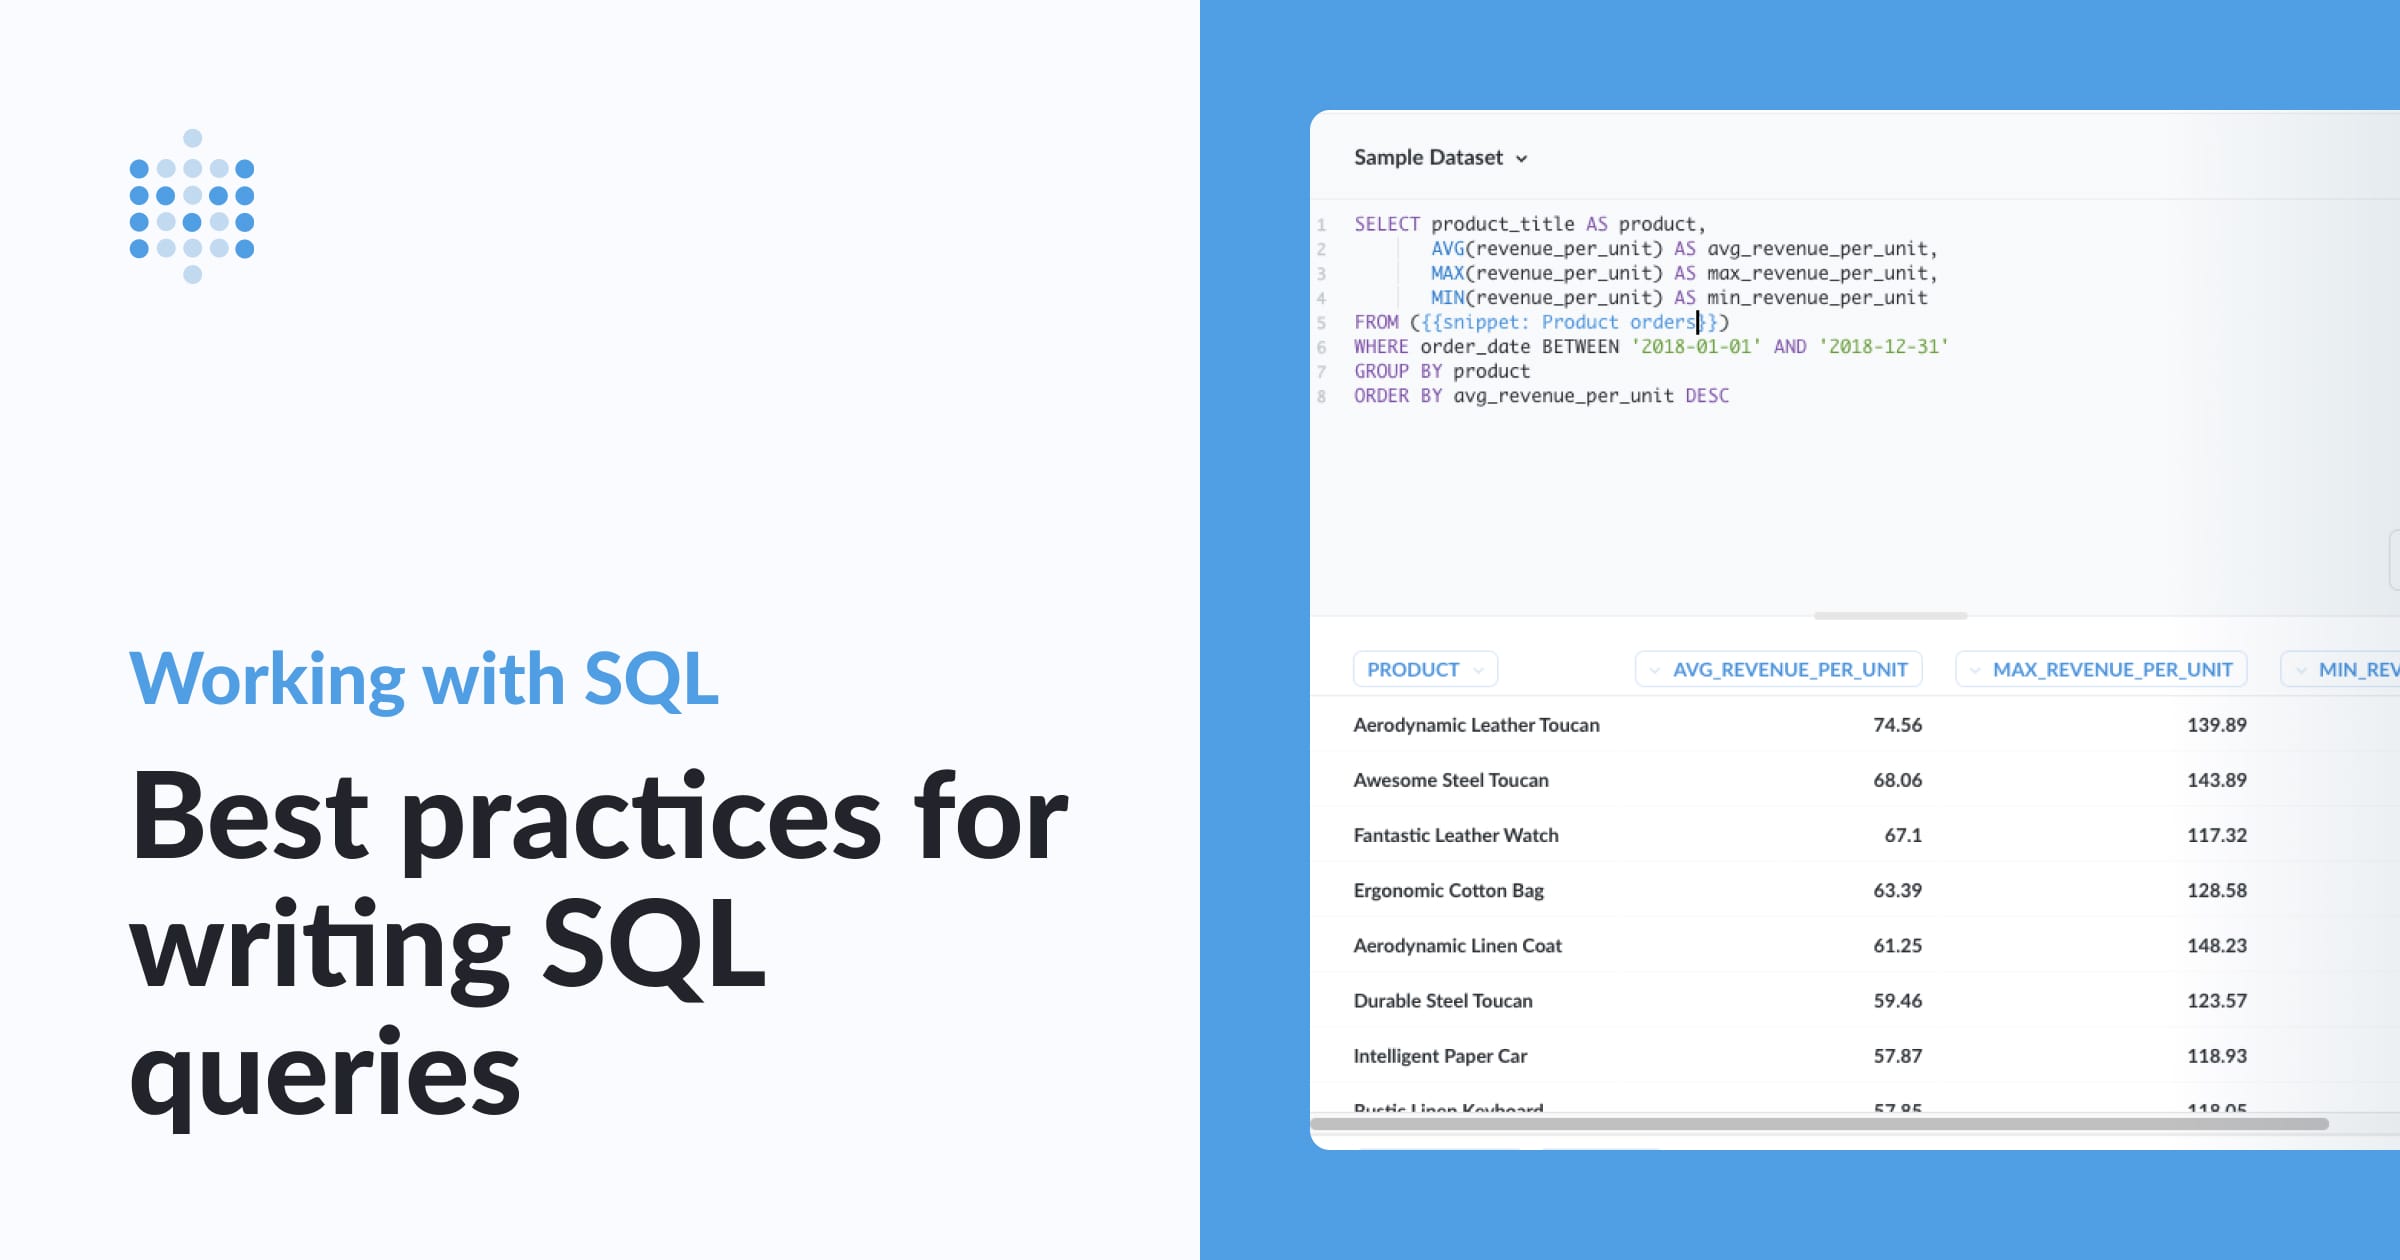 Working with SQL
Best practices for
writing SQL
queries
Sample Dataset
1 SELECT product_title AS product,
2 AVG(revenue_per_unit) AS avg_revenue_per_unit,
3 MAX(revenue_per_unit) AS max_revenue_per_unit,
4 MIN(revenue_per_unit) AS min_revenue_per_unit
5 FROM ({{snippet: Product orders}})
6 WHERE order_date BETWEEN '2018-01-01' AND '2018-12-31'
7 GROUP BY product
8 ORDER BY avg_revenue_per_unit DESC
PRODUCT AVG_REVENUE_PER_UNIT MAX_REVENUE_PER_UNIT MIN_REV
Aerodynamic Leather Toucan 74.56 139.89
Awesome Steel Toucan 68.06 143.89
Fantastic Leather Watch 67.1 117.32
Ergonomic Cotton Bag 63.39 128.58
Aerodynamic Linen Coat 61.25 148.23
Durable Steel Toucan 59.46 123.57
Intelligent Paper Car 57.87 118.93
Rustic Linen Keyboard 57.85 118.05